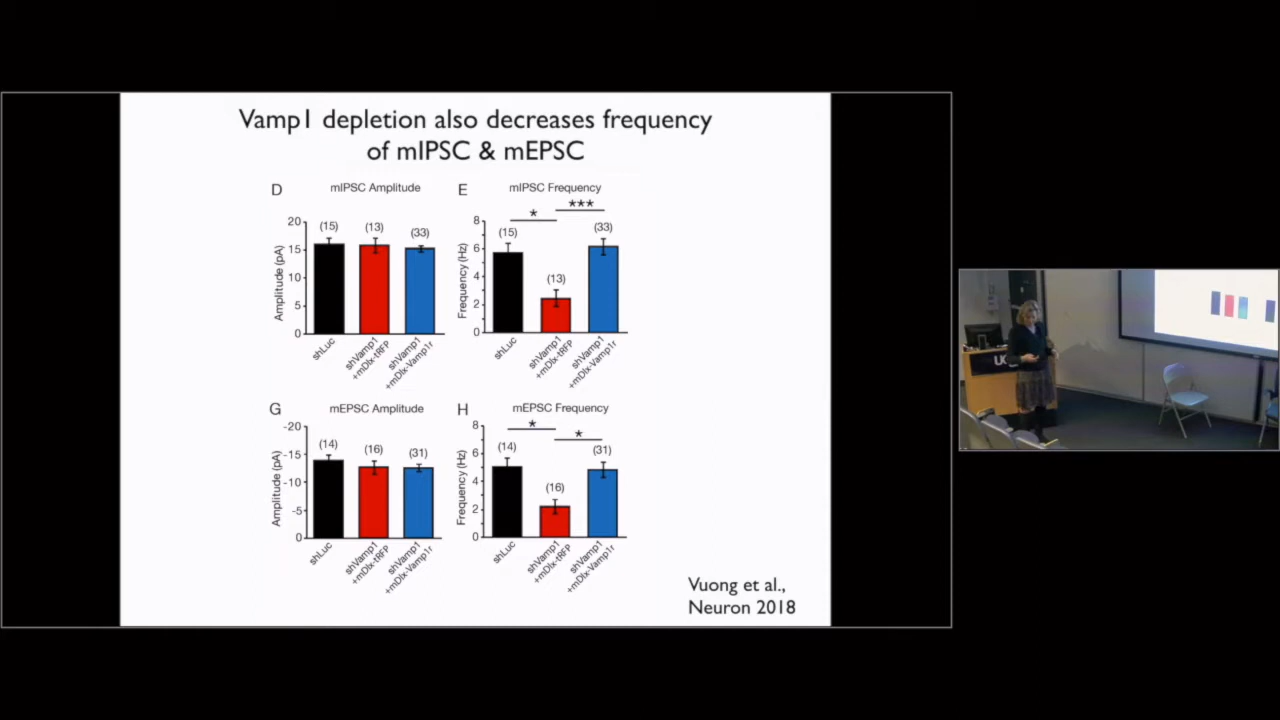 Vamp1 depletion also decreases frequency
of mIPSC & mEPSC
D
mIPSC Amplitude
Amplitude (pA)
20
15
10
5
0
(15)
(13)
(33)
shLuc
shVamp1
+mDlx-tRFP
shVamp1
+mDlx-Vamp1r
E
mIPSC Frequency
Frequency (Hz)
8
6
4
2
0
*
***
(15)
(13)
(33)
shLuc
shVamp1
+mDlx-tRFP
shVamp1
+mDlx-Vamp1r
G
mEPSC Amplitude
Amplitude (pA)
-20
-15
-10
-5
0
(14)
(16)
(31)
shLuc
shVamp1
+mDlx-tRFP
shVamp1
+mDlx-Vamp1r
H
mEPSC Frequency
Frequency (Hz)
8
6
4
2
0
*
*
(14)
(16)
(31)
shLuc
shVamp1
+mDlx-tRFP
shVamp1
+mDlx-Vamp1r
Vuong et al.,
Neuron 2018